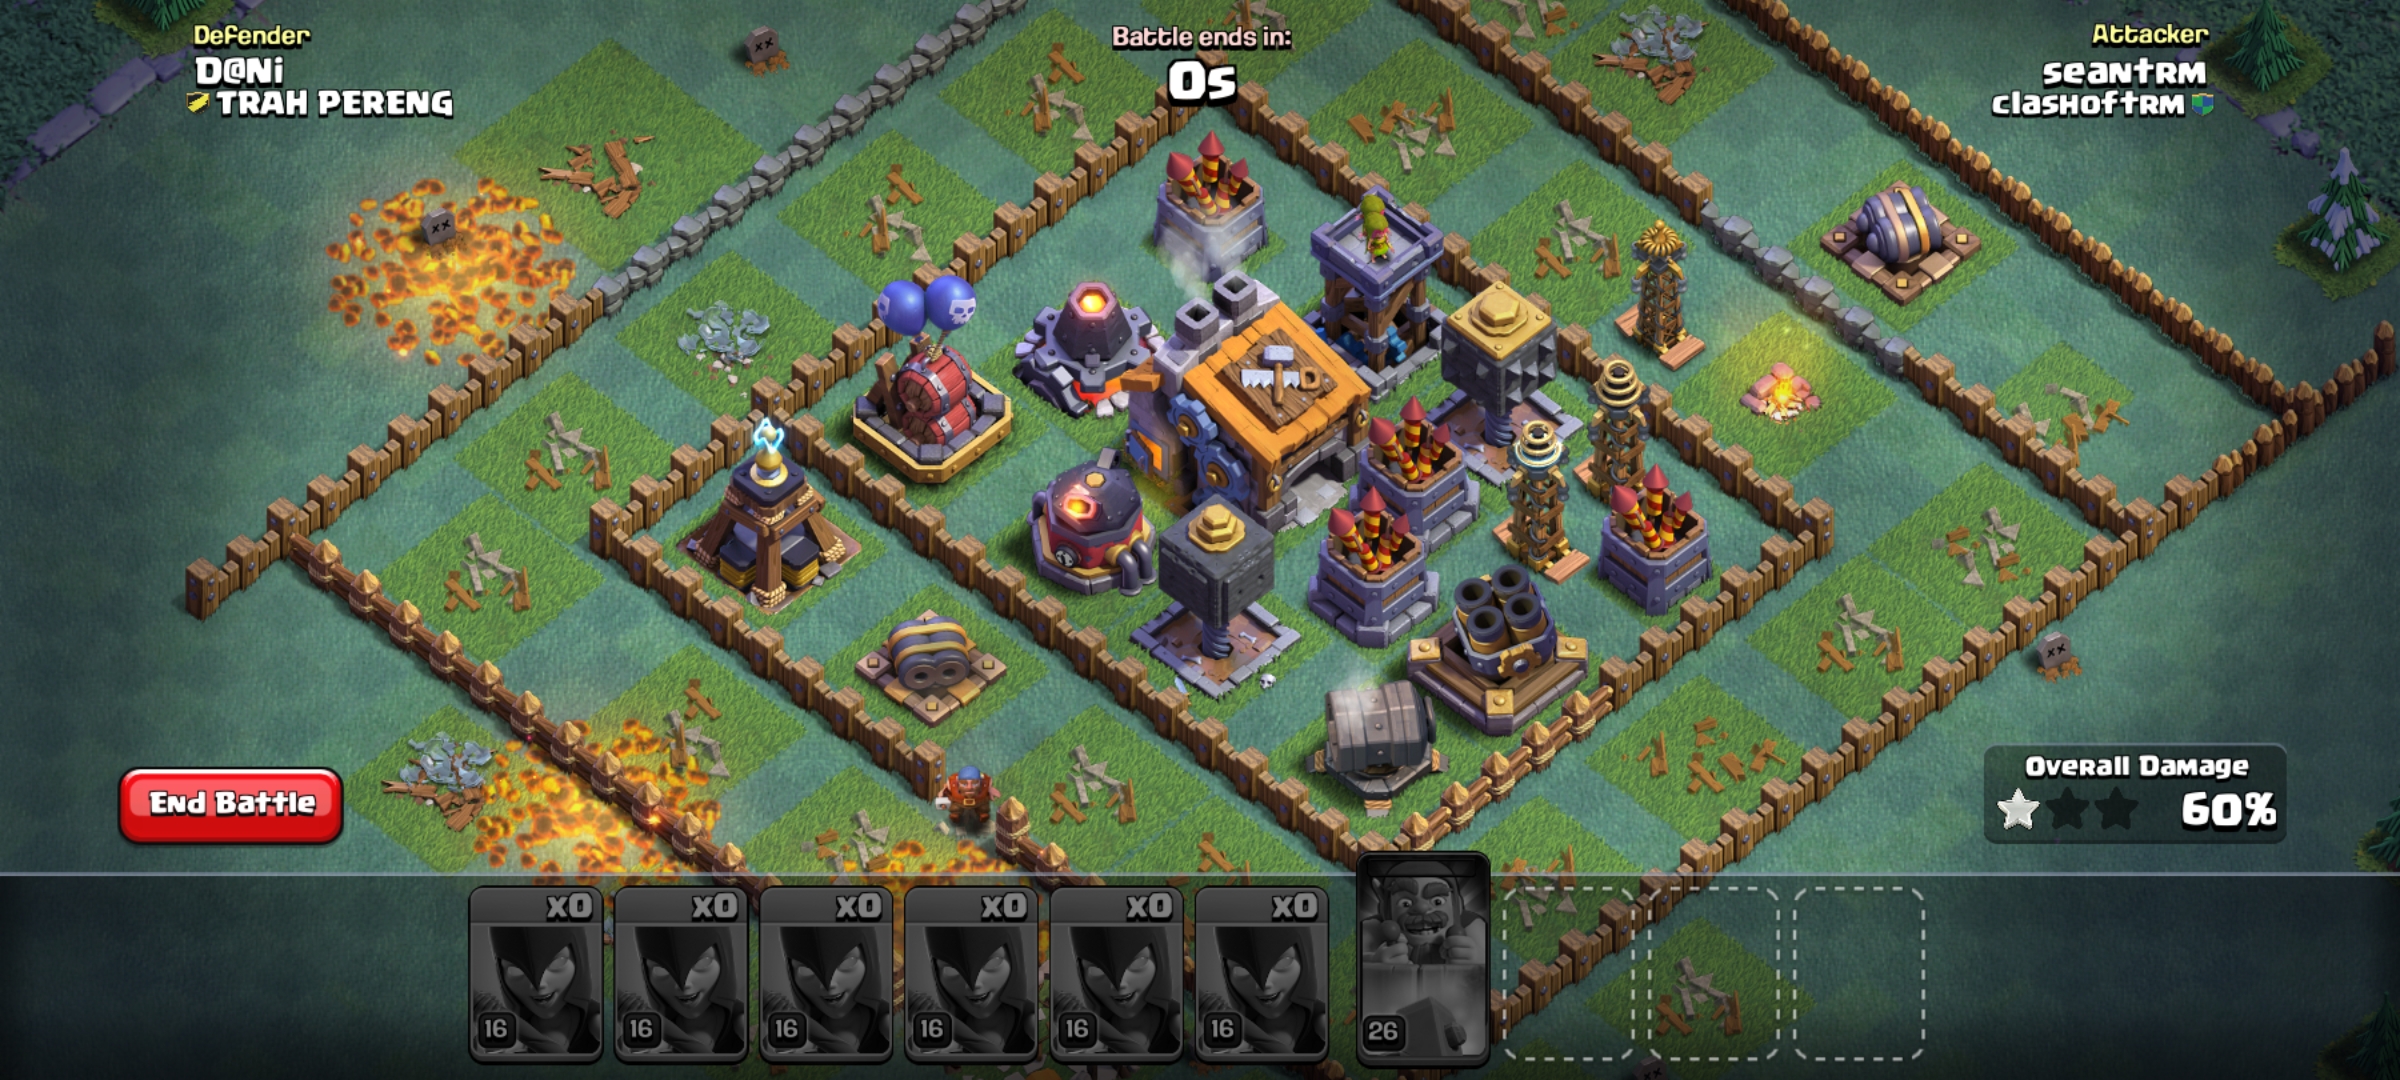 Defender
D@Ni
TRAH PERENG
Battle ends in:
0s
Attacker
seantRM
clashoftRM
End Battle
Overall Damage
60%
x0 x0 x0 x0 x0 x0
16 16 16 16 16 16 26